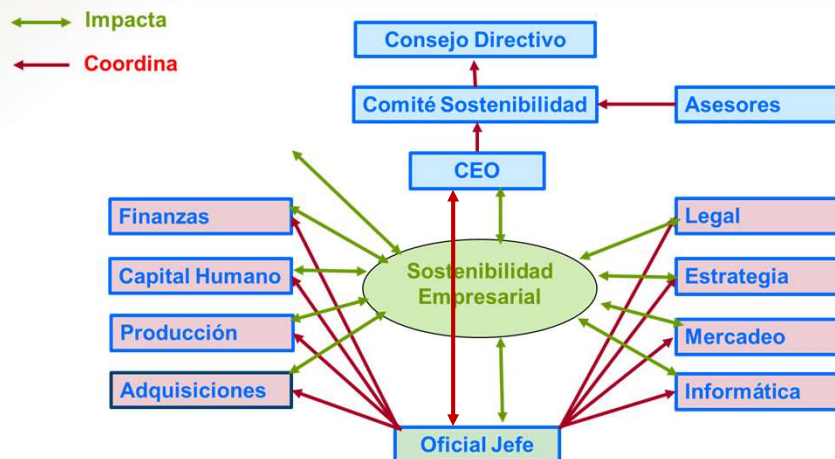 Impacta
Coordina
Consejo Directivo
Comité Sostenibilidad
Asesores
CEO
Finanzas
Legal
Sostenibilidad
Empresarial
Capital Humano
Estrategia
Producción
Mercadeo
Adquisiciones
Informática
Oficial Jefe